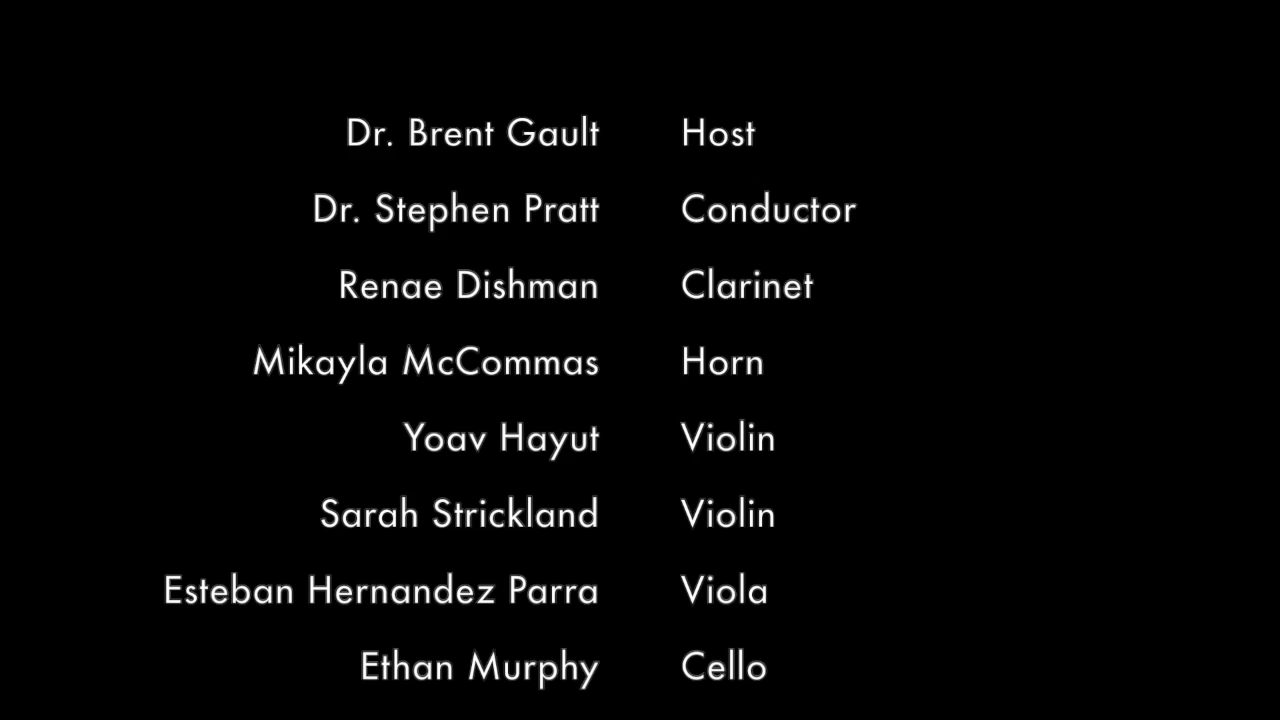 Dr. Brent Gault Host
Dr. Stephen Pratt Conductor
Renae Dishman Clarinet
Mikayla McCommas Horn
Yoav Hayut Violin
Sarah Strickland Violin
Esteban Hernandez Parra Viola
Ethan Murphy Cello